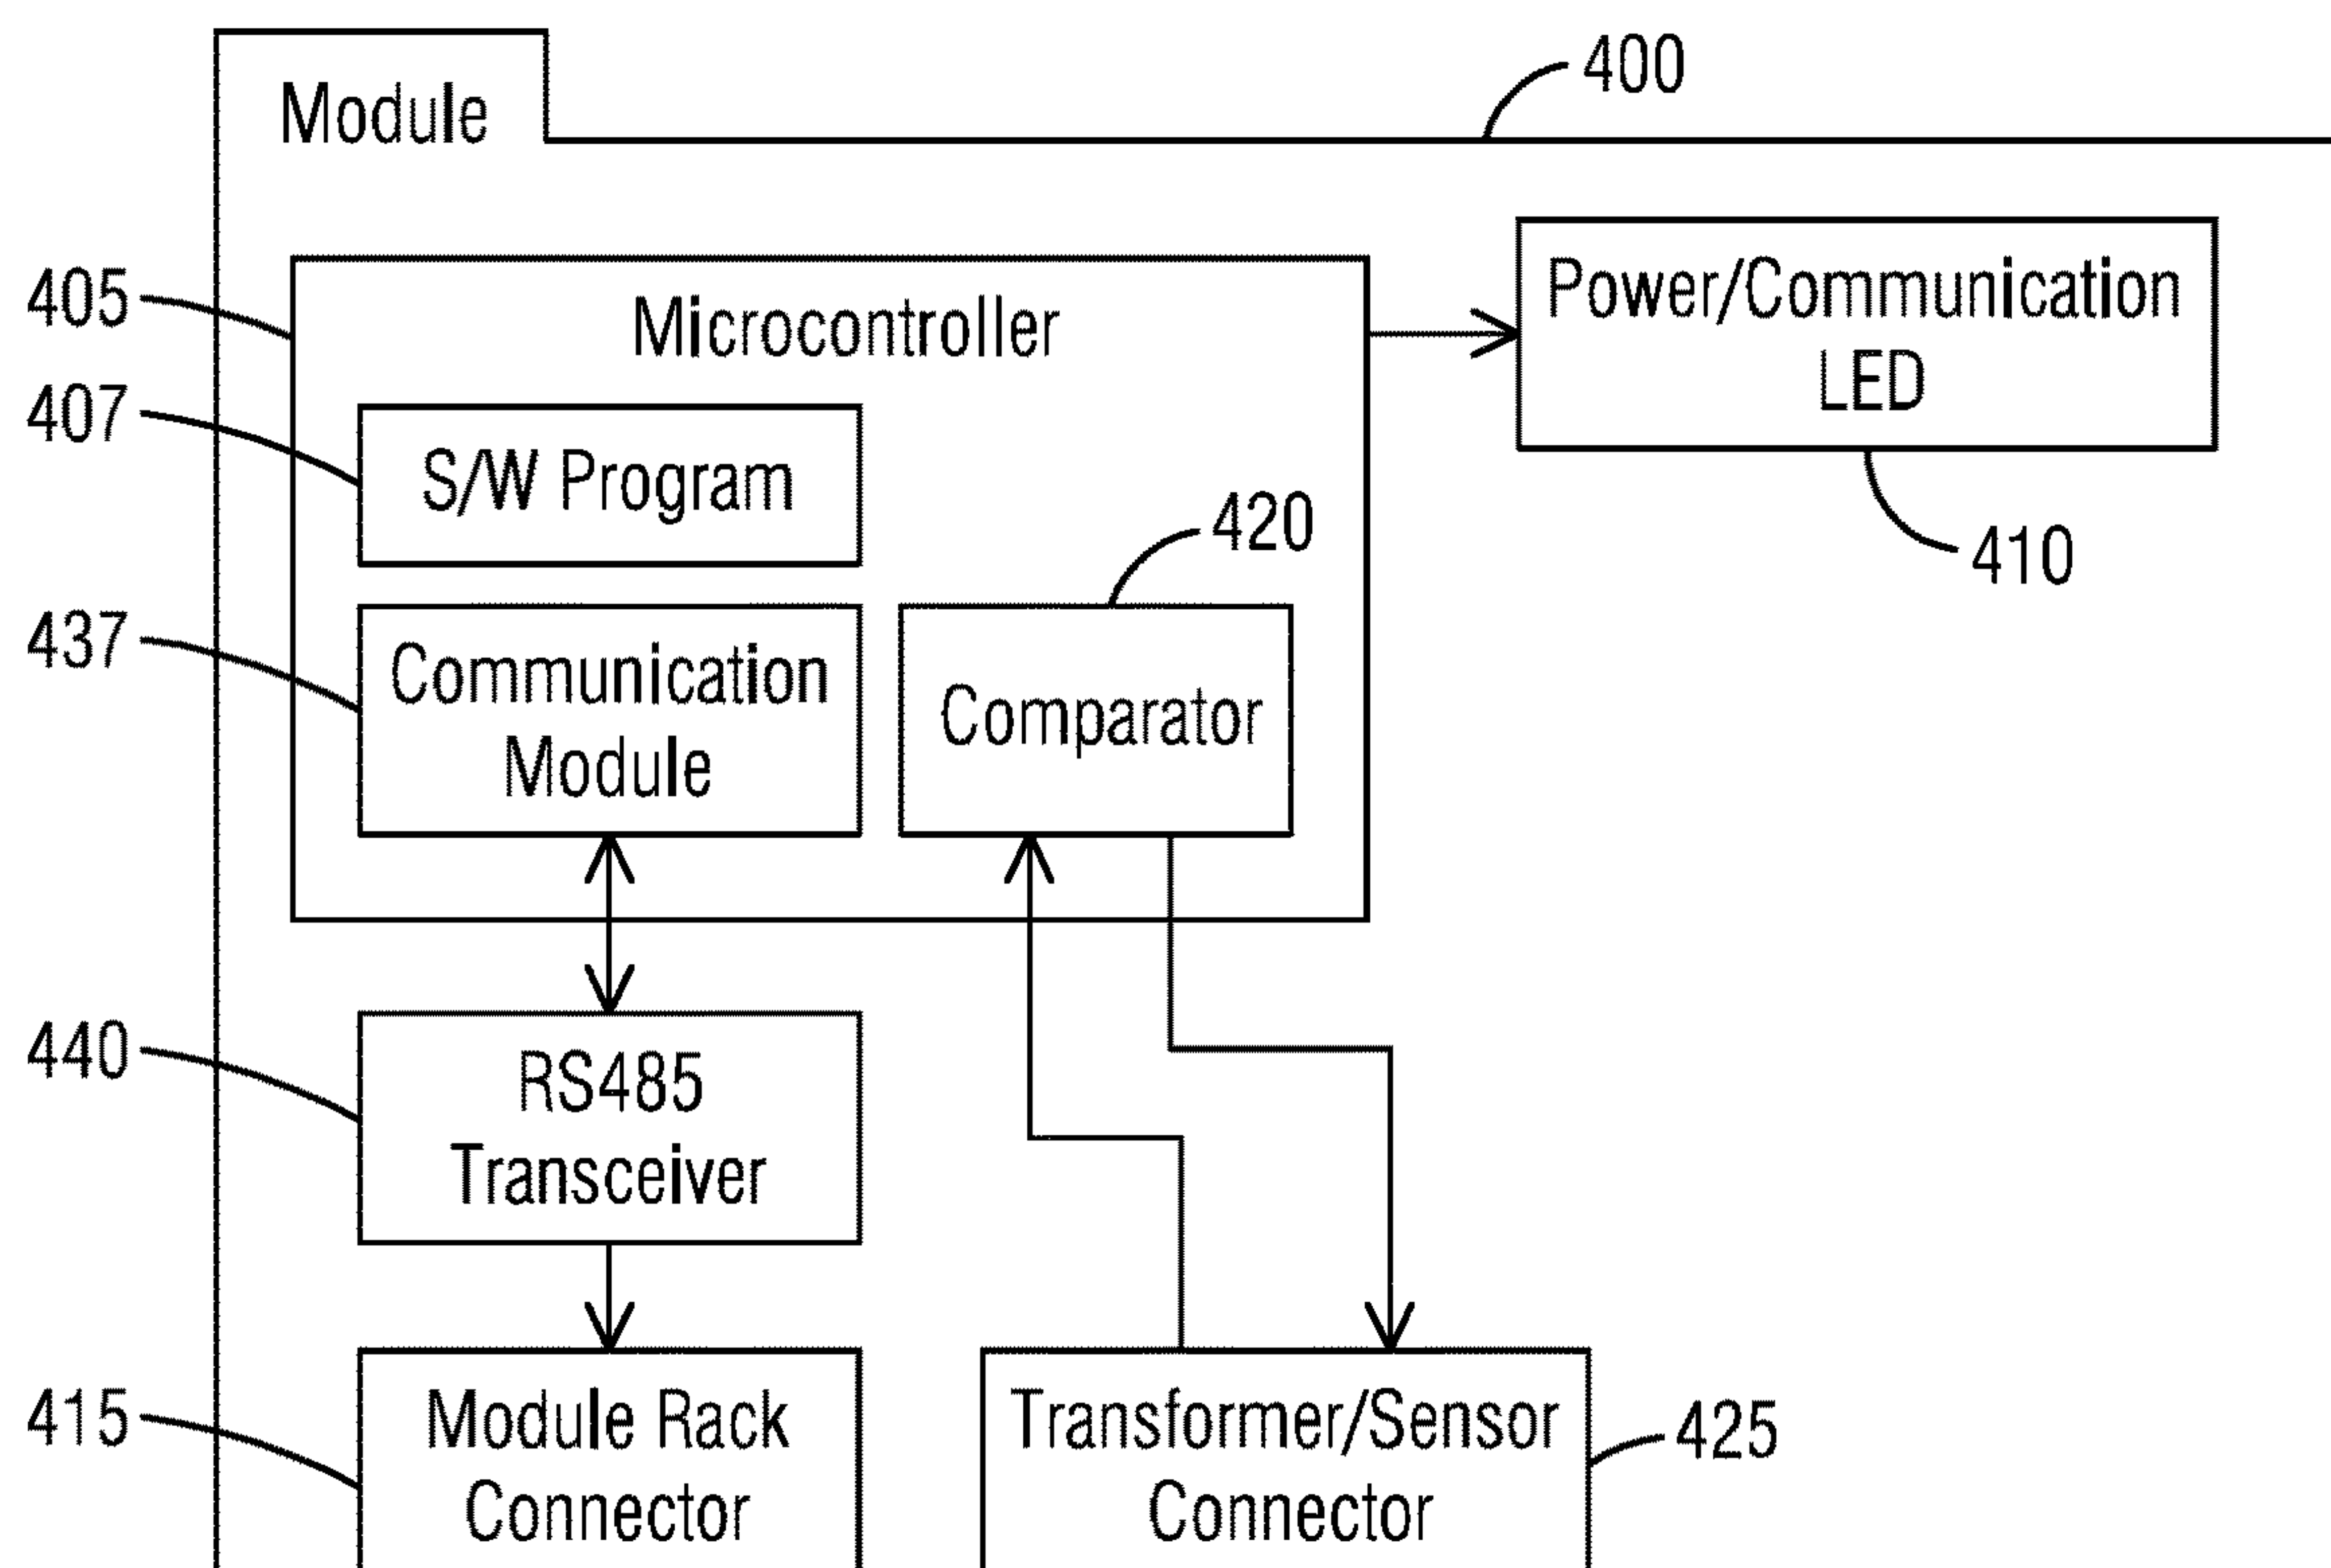 Module
400
405
Microcontroller
Power/Communication
LED
407
S/W Program
420
410
437
Communication
Module
Comparator
440
RS485
Transceiver
415
Module Rack
Connector
Transformer/Sensor
Connector
425